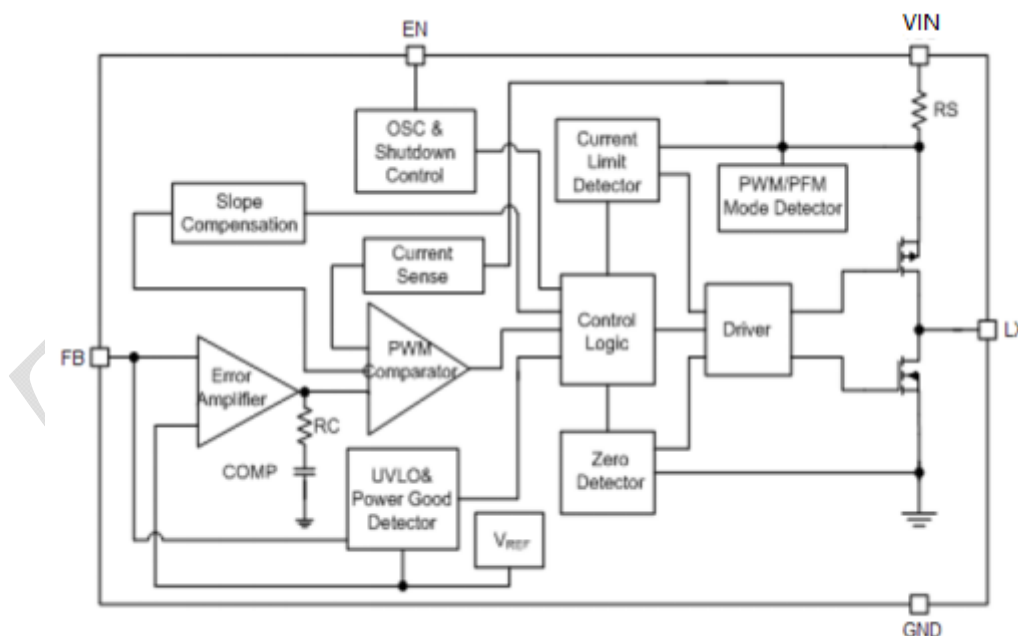 EN
VIN
RS
OSC &
Shutdown
Control
Current
Limit
Detector
PWM/PFM
Mode Detector
Slope
Compensation
Current
Sense
Control
Logic
Driver
LX
FB
Error
Amplifier
PWM
Comparator
RC
COMP
UVLO&
Power Good
Detector
VREF
Zero
Detector
GND